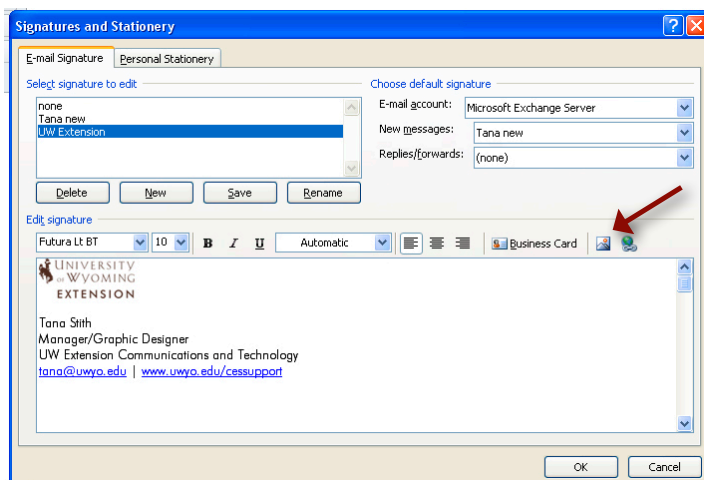 Signatures and Stationery
E-mail Signature Personal Stationery
Select signature to edit
none
Tana new
UW Extension
Delete New Save Rename
Choose default signature
E-mail account: Microsoft Exchange Server
New messages: Tana new
Replies/forwards: (none)
Edit signature
Futura Lt BT 10 B I U Automatic Business Card
UNIVERSITY
OF WYOMING
EXTENSION
Tana Stith
Manager/Graphic Designer
UW Extension Communications and Technology
tana@uwyo.edu | www.uwyo.edu/cessupport
OK Cancel